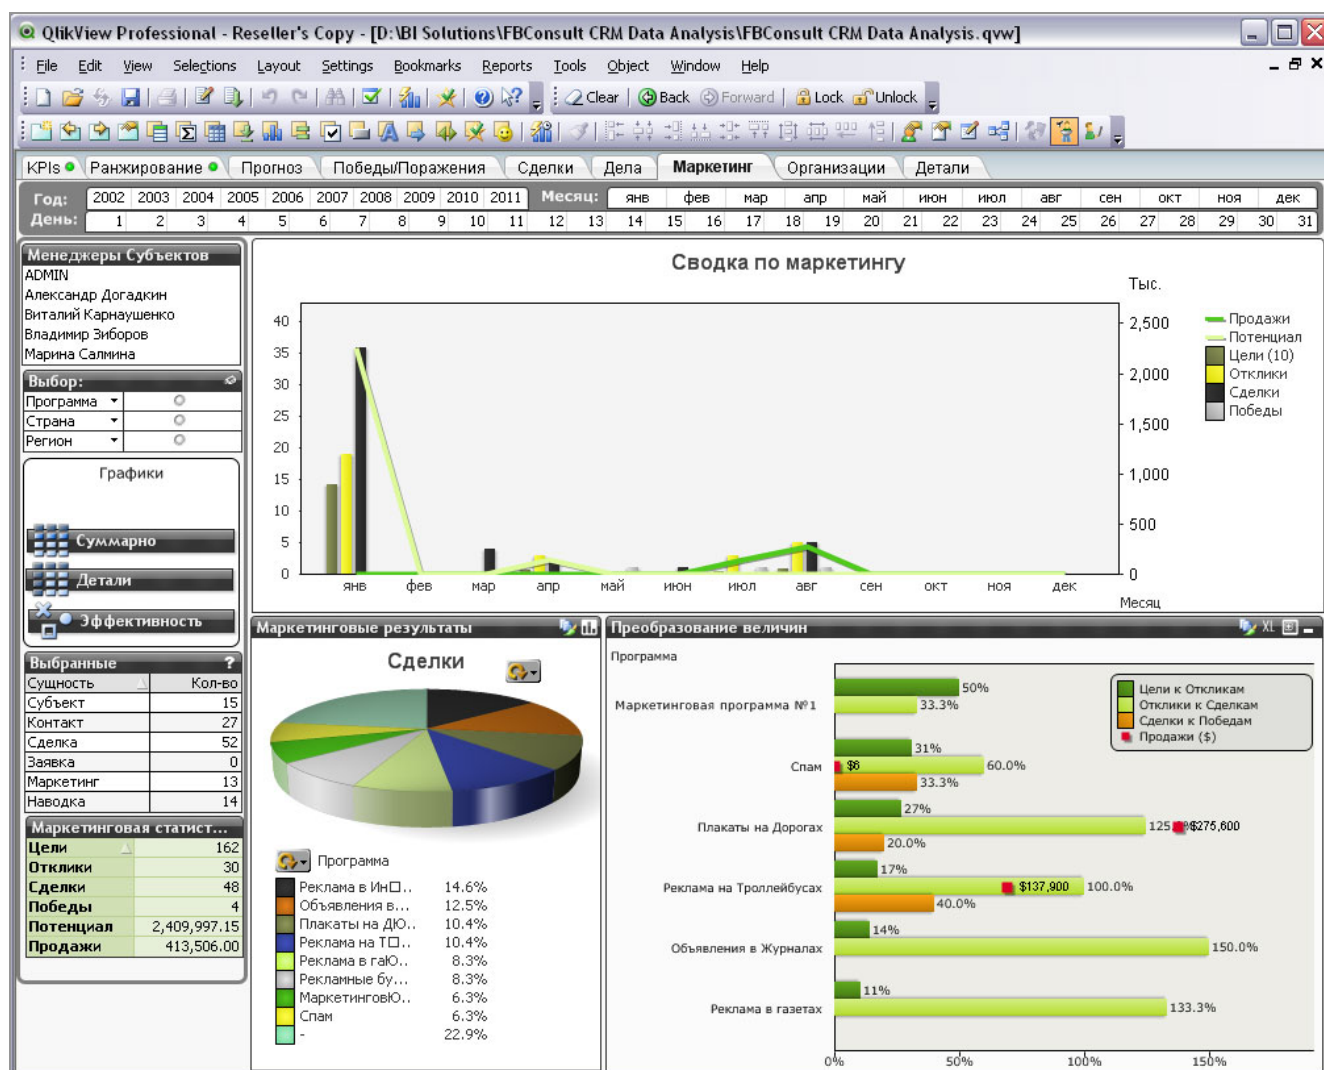 QlikView Professional - Reseller's Copy - [D:\BI Solutions\FBConsult CRM Data Analysis\FBConsult CRM Data Analysis.qvw]
File Edit View Selections Layout Settings Bookmarks Reports Tools Object Window Help
Clear Back Forward Lock Unlock
KPIs Ранжирование Прогноз Победы/Поражения Сделки Дела Маркетинг Организации Детали
Год: 2002 2003 2004 2005 2006 2007 2008 2009 2010 2011 Месяц: янв фев мар апр май июн июл авг сен окт ноя дек
День: 1 2 3 4 5 6 7 8 9 10 11 12 13 14 15 16 17 18 19 20 21 22 23 24 25 26 27 28 29 30 31
Менеджеры Субъектов
ADMIN
Александр Догадкин
Виталий Карнаушенко
Владимир Зиборов
Марина Салмина
Выбор:
Программа
Страна
Регион
Графики
Суммарно
Детали
Эффективность
Выбранные ?
Сущность Кол-во
Субъект 15
Контакт 27
Сделка 52
Заявка 0
Маркетинг 13
Наводка 14
Маркетинговая статист...
Цели 162
Отклики 30
Сделки 48
Победы 4
Потенциал 2,409,997.15
Продажи 413,506.00
Сводка по маркетингу
Тыс.
40
35
30
25
20
15
10
5
0
2,500
2,000
1,500
1,000
500
0
янв фев мар апр май июн июл авг сен окт ноя дек
Месяц
Продажи
Потенциал
Цели (10)
Отклики
Сделки
Победы
Маркетинговые результаты
Сделки
Программа
Реклама в Ин□.. 14.6%
Объявления в... 12.5%
Плакаты на ДЮ.. 10.4%
Реклама на Т□.. 10.4%
Реклама в гаЮ.. 8.3%
Рекламные бу... 8.3%
МаркетинговЮ.. 6.3%
Спам 6.3%
- 22.9%
Преобразование величин XL
Программа
Цели к Откликам
Отклики к Сделкам
Сделки к Победам
Продажи ($)
Маркетинговая программа №1 50% 33.3%
Спам 31% $6 60.0% 33.3%
Плакаты на Дорогах 27% $275,600 20.0%
Реклама на Троллейбусах 17% $137,900 100.0% 40.0%
Объявления в Журналах 14% 150.0%
Реклама в газетах 11% 133.3%
0% 50% 100% 150%